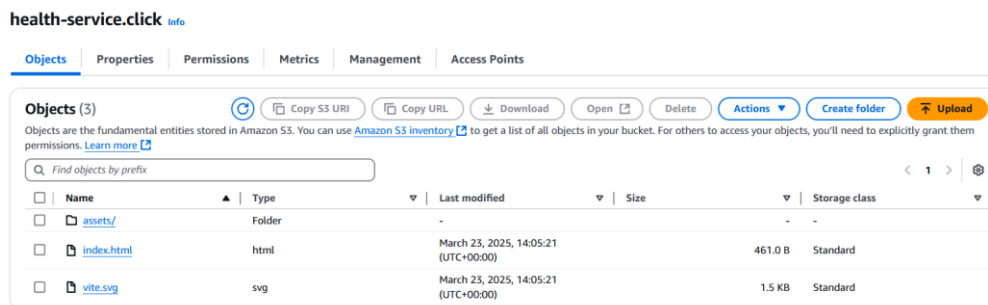 health-service.click Info
Objects Properties Permissions Metrics Management Access Points
Objects (3) Copy S3 URI Copy URL Download Open Delete Actions Create folder Upload
Objects are the fundamental entities stored in Amazon S3. You can use Amazon S3 inventory to get a list of all objects in your bucket. For others to access your objects, you'll need to explicitly grant them
permissions. Learn more
Find objects by prefix 1
Name Type Last modified Size Storage class
assets/ Folder - - -
index.html html March 23, 2025, 14:05:21 (UTC+00:00) 461.0 B Standard
vite.svg svg March 23, 2025, 14:05:21 (UTC+00:00) 1.5 KB Standard